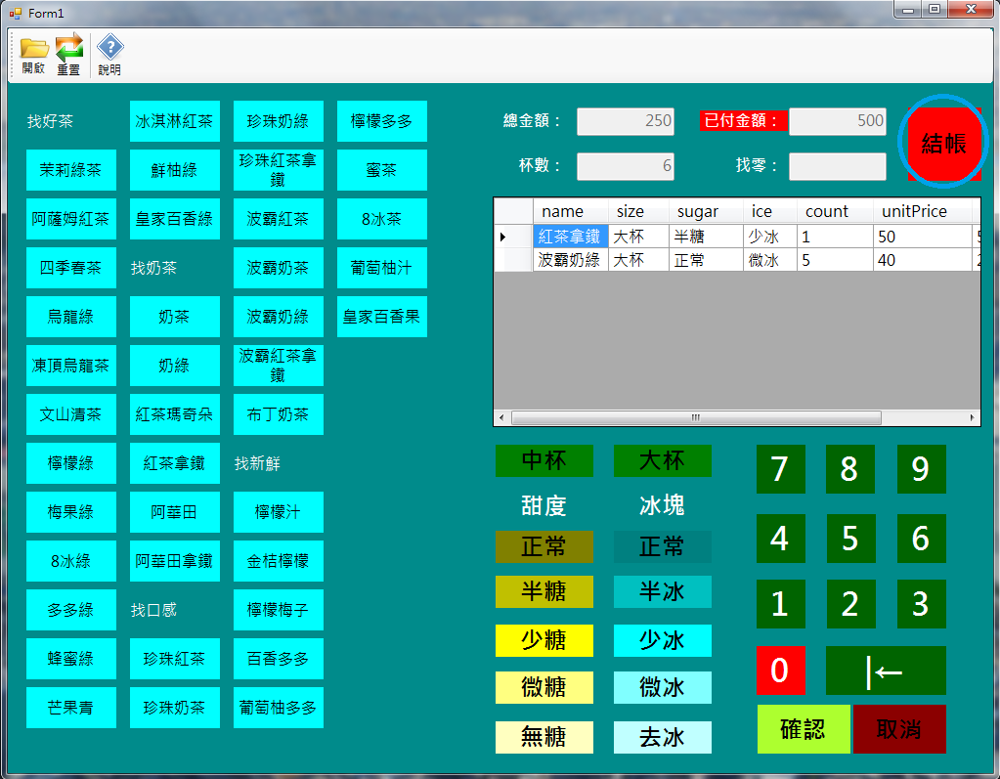 Form1
開啟
重置
說明
找好茶
茉莉綠茶
阿薩姆紅茶
四季春茶
烏龍綠
凍頂烏龍茶
文山清茶
檸檬綠
梅果綠
8冰綠
多多綠
蜂蜜綠
芒果青
冰淇淋紅茶
鮮柚綠
皇家百香綠
找奶茶
奶茶
奶綠
紅茶瑪奇朵
紅茶拿鐵
阿華田
阿華田拿鐵
找口感
珍珠紅茶
珍珠奶茶
珍珠奶綠
珍珠紅茶拿
鐵
波霸紅茶
波霸奶茶
波霸奶綠
波霸紅茶拿
鐵
布丁奶茶
找新鮮
檸檬汁
金桔檸檬
檸檬梅子
百香多多
葡萄柚多多
檸檬多多
蜜茶
8冰茶
葡萄柚汁
皇家百香果
總金額： 250 已付金額： 500
杯數： 6 找零：
結帳
name size sugar ice count unitPrice
紅茶拿鐵 大杯 半糖 少冰 1 50
波霸奶綠 大杯 正常 微冰 5 40
中杯 大杯
甜度 冰塊
正常 正常
半糖 半冰
少糖 少冰
微糖 微冰
無糖 去冰
7 8 9
4 5 6
1 2 3
0 |←
確認 取消